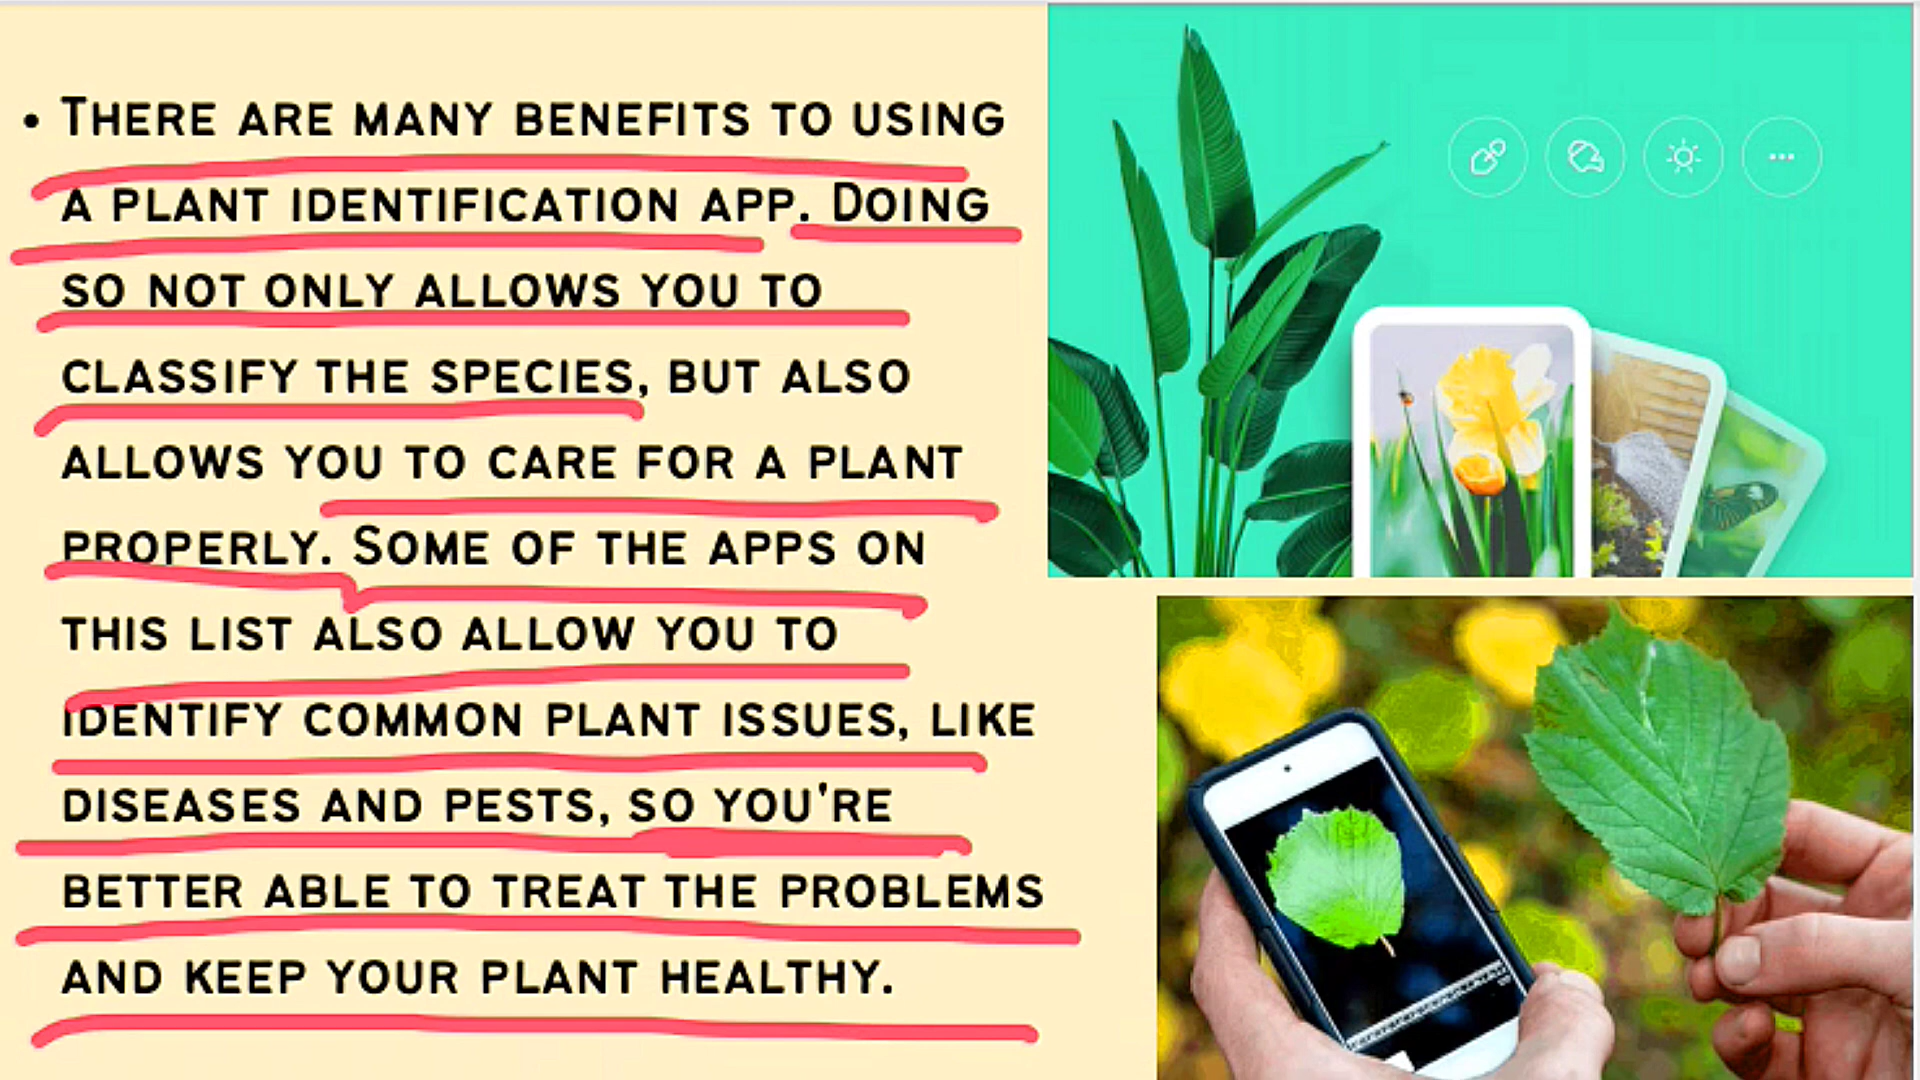 • There are many benefits to using
a plant identification app. Doing
so not only allows you to
classify the species, but also
allows you to care for a plant
properly. Some of the apps on
this list also allow you to
identify common plant issues, like
diseases and pests, so you're
better able to treat the problems
and keep your plant healthy.